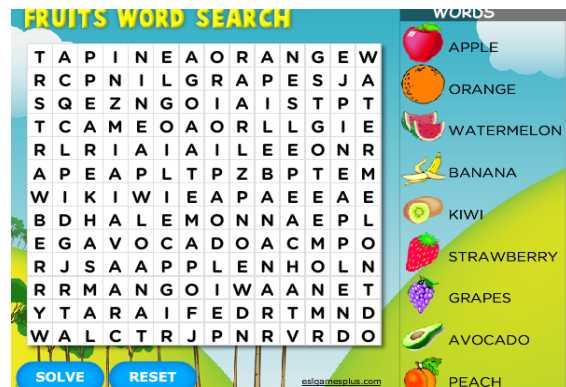 FRUITS WORD SEARCH
WORDS
T A P I N E A O R A N G E W
R C P N I L G R A P E S J A
S Q E Z N G O I A I S T P T
T C A M E O A O R L L G I E
R L R I A I A I L E E O N R
A P E A P L T P Z B P T E M
W I K I W I E A P A E E A E
B D H A L E M O N N A E P L
E G A V O C A D O A C M P O
R J S A A P P L E N H O L N
R R M A N G O I W A A N E T
Y T A R A I F E D R T M N D
W A L C T R J P N R V R D O
APPLE
ORANGE
WATERMELON
BANANA
KIWI
STRAWBERRY
GRAPES
AVOCADO
PEACH
SOLVE
RESET
eslgamesplus.com